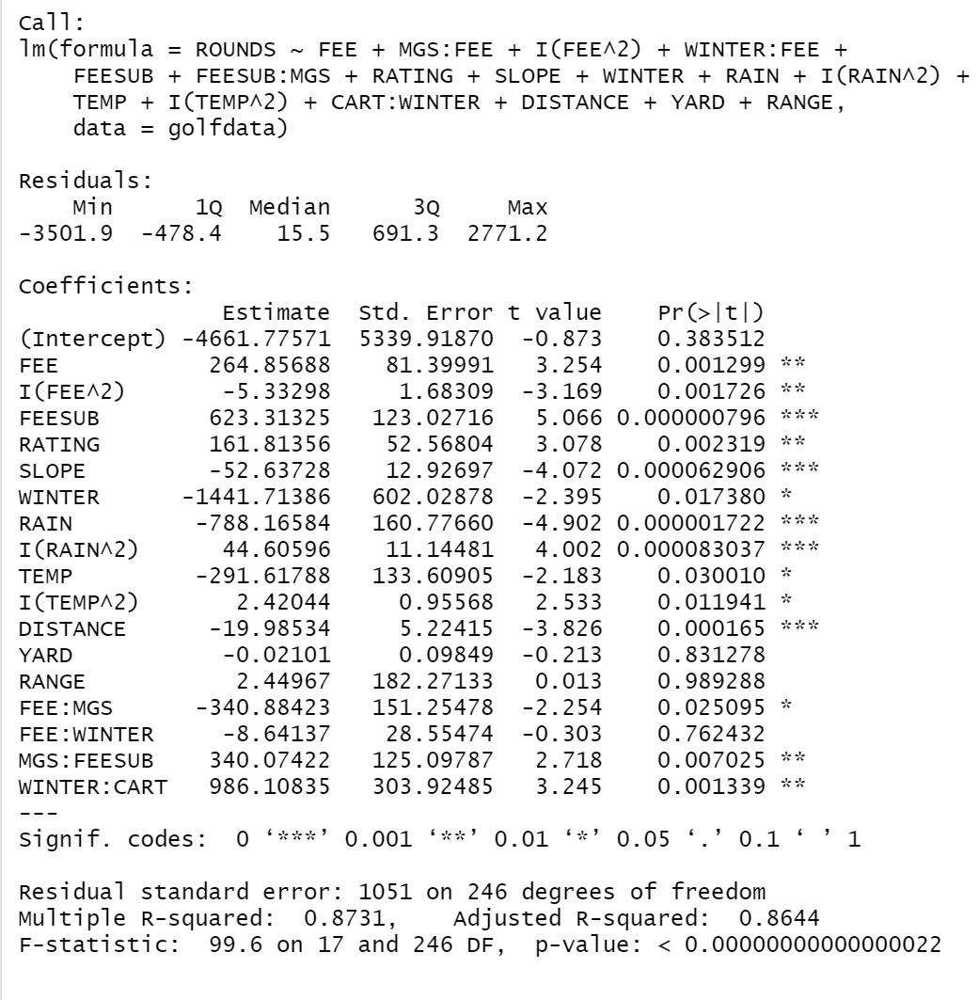 Call:
lm(formula = ROUNDS ~ FEE + MGS:FEE + I(FEE^2) + WINTER:FEE +
    FEESUB + FEESUB:MGS + RATING + SLOPE + WINTER + RAIN + I(RAIN^2) +
    TEMP + I(TEMP^2) + CART:WINTER + DISTANCE + YARD + RANGE,
    data = golfdata)

Residuals:
    Min      1Q  Median      3Q     Max
-3501.9  -478.4    15.5   691.3  2771.2

Coefficients:
               Estimate  Std. Error t value    Pr(>|t|)
(Intercept) -4661.77571  5339.91870  -0.873    0.383512
FEE           264.85688    81.39991   3.254    0.001299 **
I(FEE^2)       -5.33298     1.68309  -3.169    0.001726 **
FEESUB        623.31325   123.02716   5.066 0.000000796 ***
RATING        161.81356    52.56804   3.078    0.002319 **
SLOPE         -52.63728    12.92697  -4.072 0.000062906 ***
WINTER      -1441.71386   602.02878  -2.395    0.017380 *
RAIN         -788.16584   160.77660  -4.902 0.000001722 ***
I(RAIN^2)      44.60596    11.14481   4.002 0.000083037 ***
TEMP         -291.61788   133.60905  -2.183    0.030010 *
I(TEMP^2)       2.42044     0.95568   2.533    0.011941 *
DISTANCE      -19.98534     5.22415  -3.826    0.000165 ***
YARD           -0.02101     0.09849  -0.213    0.831278
RANGE           2.44967   182.27133   0.013    0.989288
FEE:MGS      -340.88423   151.25478  -2.254    0.025095 *
FEE:WINTER     -8.64137    28.55474  -0.303    0.762432
MGS:FEESUB    340.07422   125.09787   2.718    0.007025 **
WINTER:CART   986.10835   303.92485   3.245    0.001339 **
---
Signif. codes:  0 ‘***’ 0.001 ‘**’ 0.01 ‘*’ 0.05 ‘.’ 0.1 ‘ ’ 1

Residual standard error: 1051 on 246 degrees of freedom
Multiple R-squared:  0.8731,    Adjusted R-squared:  0.8644
F-statistic:  99.6 on 17 and 246 DF,  p-value: < 0.00000000000000022